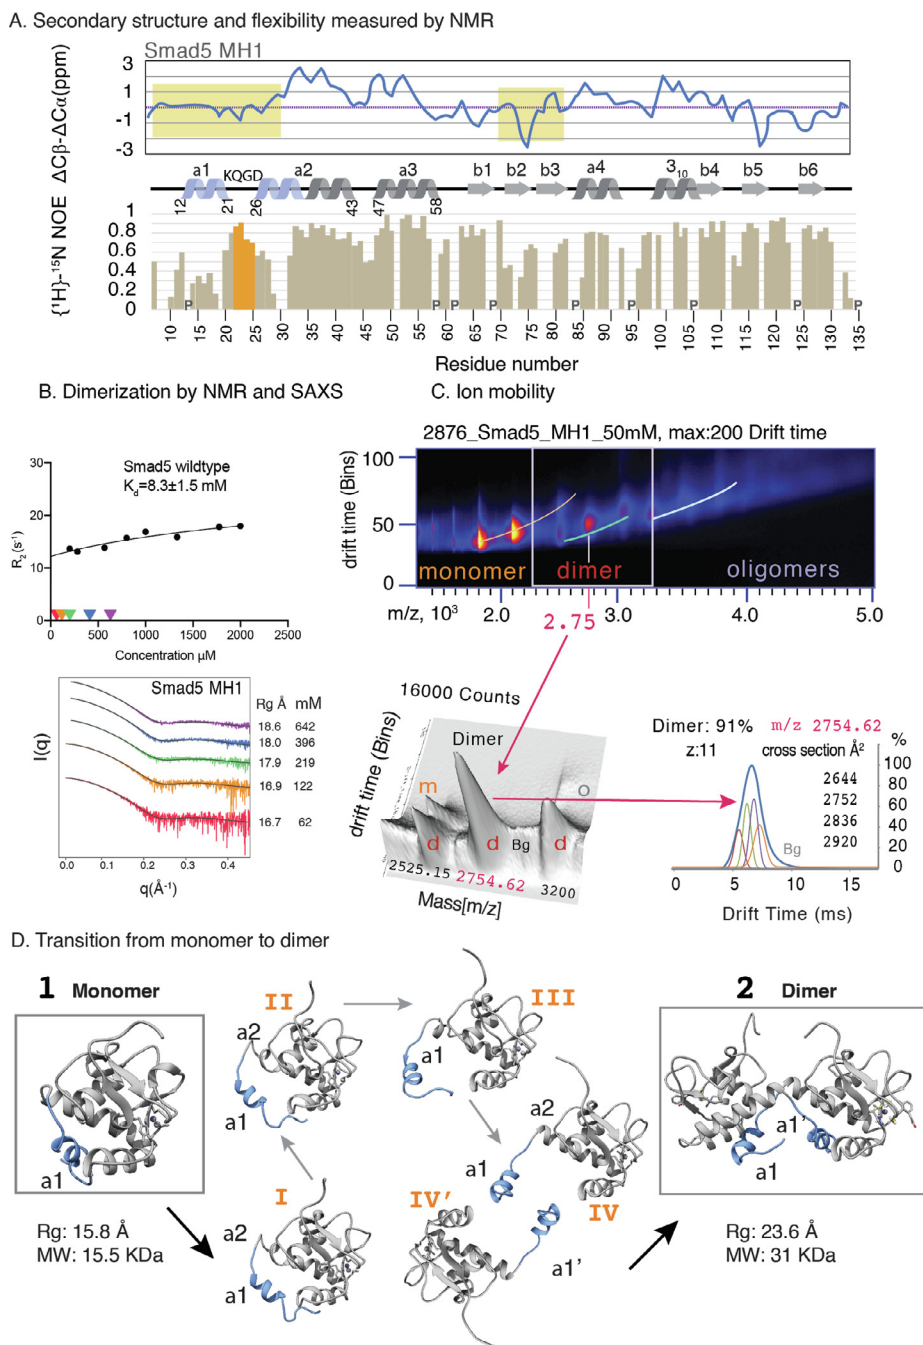 A. Secondary structure and flexibility measured by NMR
Smad5 MH1
ΔCβ-ΔCα(ppm)
3
1
-1
-3
a1 KQGD a2 a3 b1 b2 b3 a4 3₁₀ b4 b5 b6
12 21 26 43 47 58
{¹H}-¹⁵N NOE
1
0.8
0.6
0.4
0.2
0
P P P P P P P P P
10 15 20 25 30 35 40 45 50 55 60 65 70 75 80 85 90 95 100 105 110 115 120 125 130 135
Residue number
B. Dimerization by NMR and SAXS
Smad5 wildtype
K_d=8.3±1.5 mM
R₂(s⁻¹)
30
20
10
0
0 500 1000 1500 2000 2500
Concentration µM
Smad5 MH1
Rg Å mM
18.6 642
18.0 396
17.9 219
16.9 122
16.7 62
I(q)
0.0 0.1 0.2 0.3 0.4
q(Å⁻¹)
C. Ion mobility
2876_Smad5_MH1_50mM, max:200 Drift time
drift time (Bins)
100
50
0
monomer dimer oligomers
m/z, 10³ 2.0 3.0 4.0 5.0
2.75
16000 Counts
drift time (Bins)
Dimer
m
o
d d Bg d
2525.15 2754.62 3200
Mass[m/z]
Dimer: 91% m/z 2754.62
z:11 cross section Å²
2644
2752
2836
2920
Bg
%
100
80
60
40
20
0
0 5 10 15
Drift Time (ms)
D. Transition from monomer to dimer
1 Monomer
a1
Rg: 15.8 Å
MW: 15.5 KDa
I
a2
a1
II
a2
a1
III
a1
a2
a1
IV
IV'
a1'
2 Dimer
a1'
a1
Rg: 23.6 Å
MW: 31 KDa